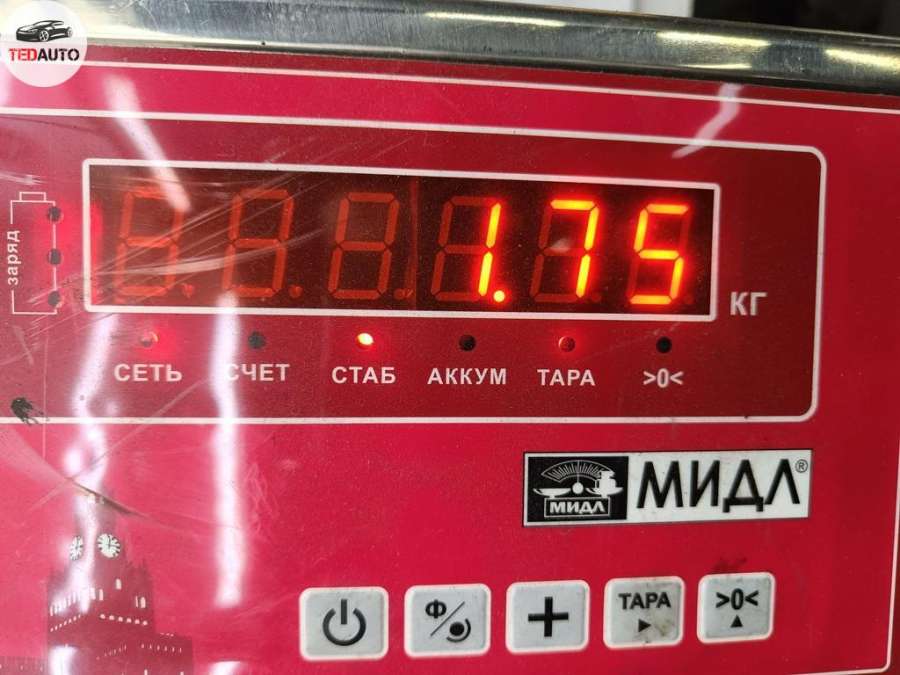 TEDAUTO
заряд
1.75
КГ
СЕТЬ СЧЕТ СТАБ АККУМ ТАРА >0<
МИДЛ МИДЛ®
Ф/ + ТАРА >0<